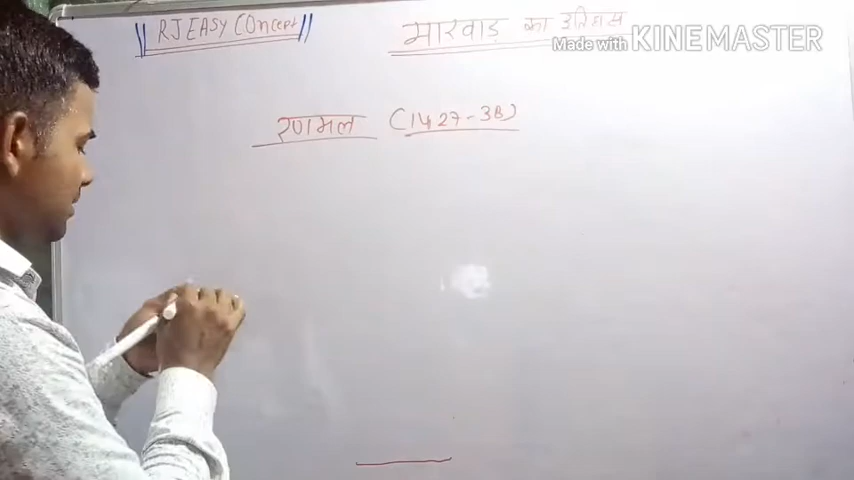 RJ EASY CONCEPT मारवाड़ का इतिहास
Made with KINEMASTER
रणमल (1427-38)